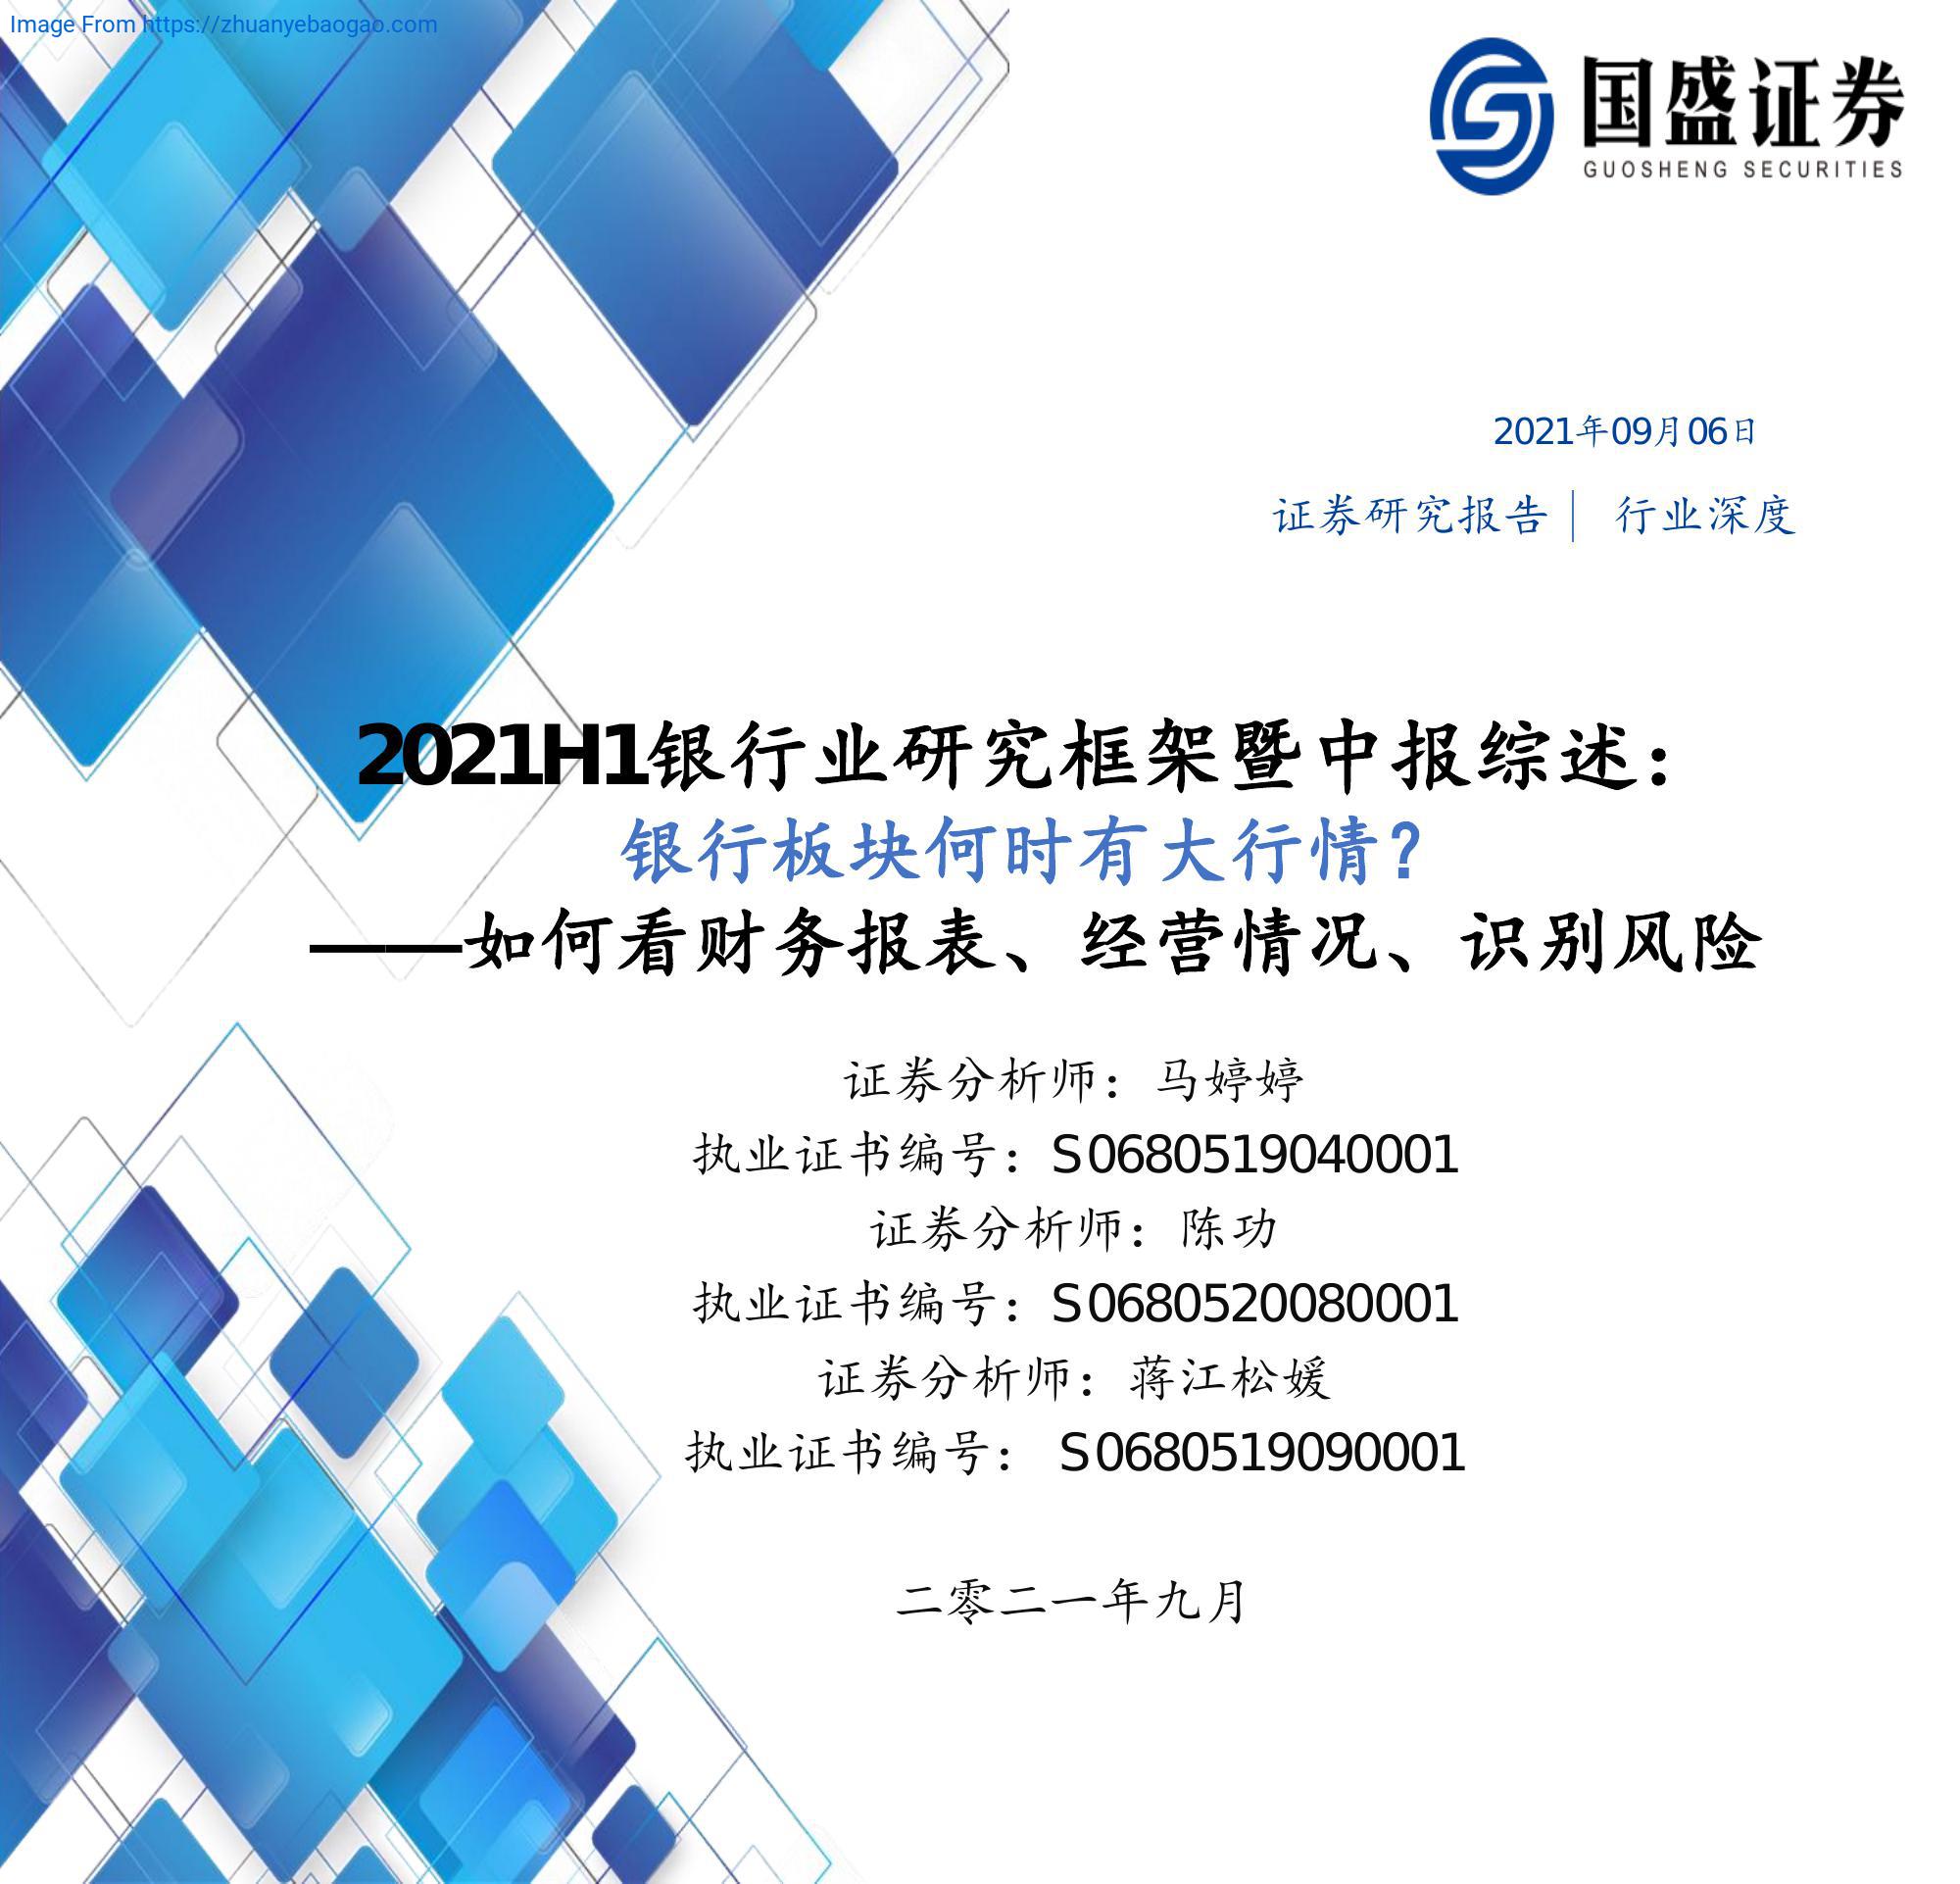 Image From https://zhuanyebaogao.com
国盛证券
GUOSHENG SECURITIES
2021年09月06日
证券研究报告| 行业深度
2021H1银行业研究框架暨中报综述：
银行板块何时有大行情？
——如何看财务报表、经营情况、识别风险
证券分析师：马婷婷
执业证书编号：S0680519040001
证券分析师：陈功
执业证书编号：S0680520080001
证券分析师：蒋江松媛
执业证书编号： S0680519090001
二零二一年九月